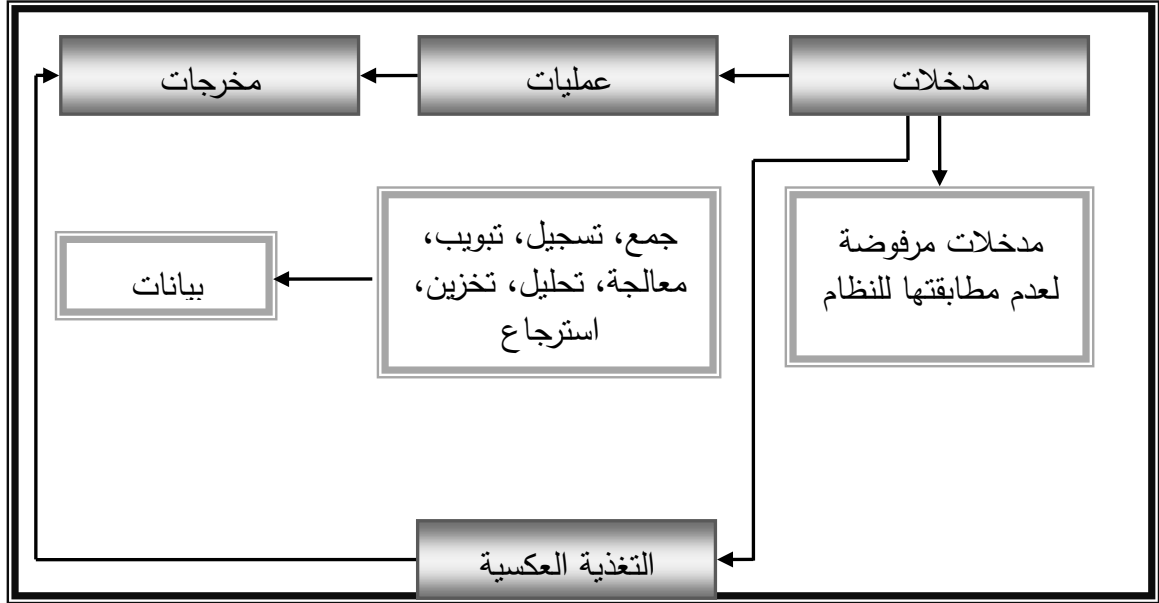 مدخلات
عمليات
مخرجات
مدخلات مرفوضة
لعدم مطابقتها للنظام
جمع، تسجيل، تبويب،
معالجة، تحليل، تخزين،
استرجاع
بيانات
التغذية العكسية